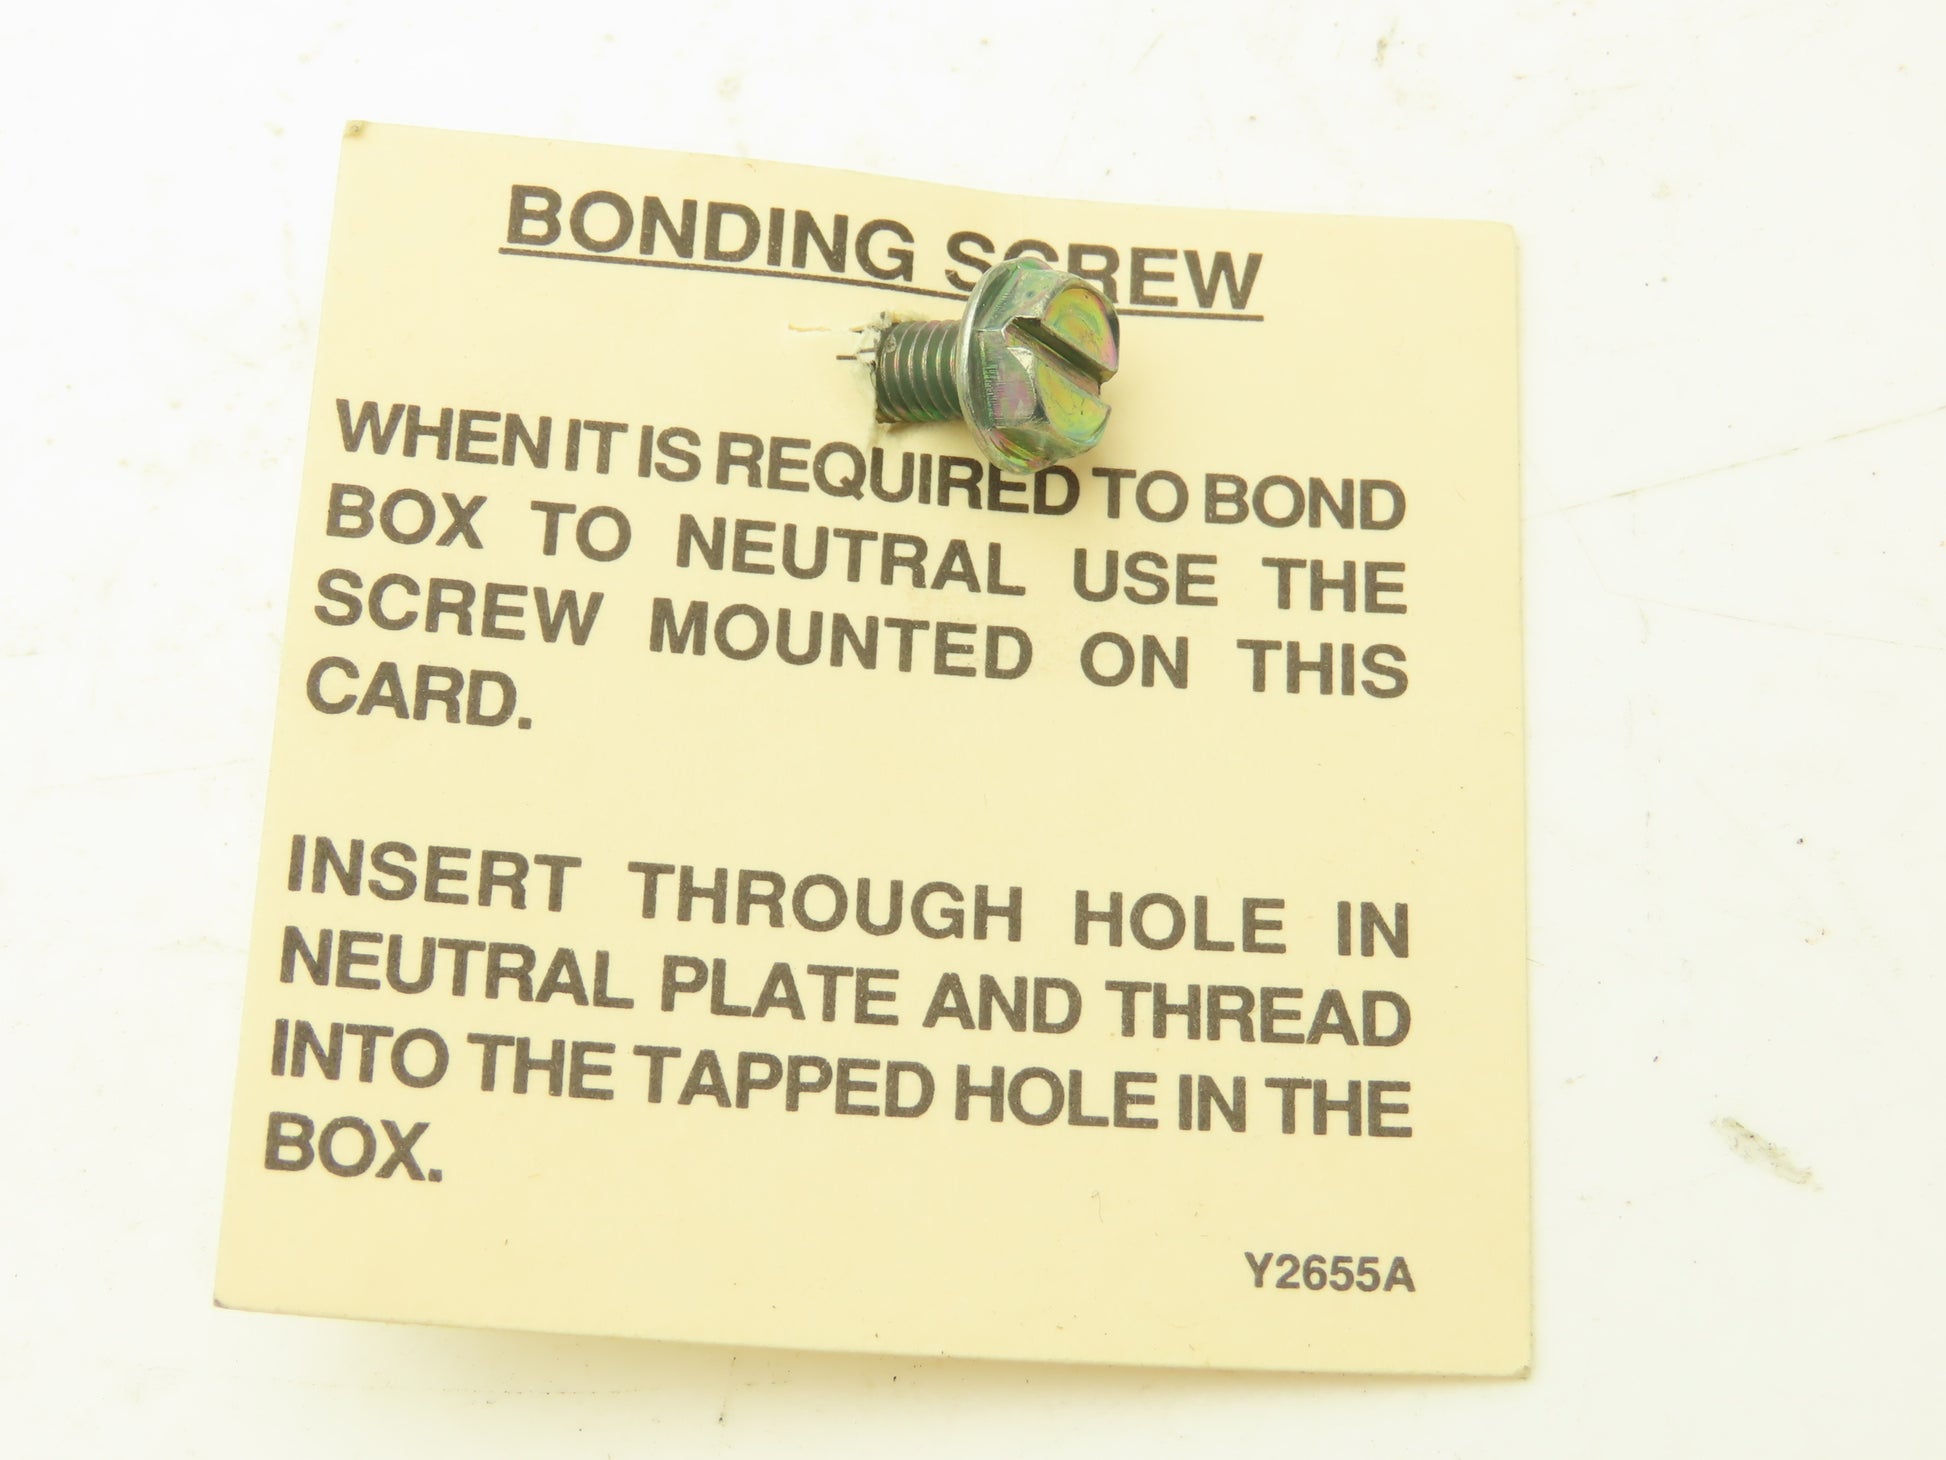 BONDING SCREW
WHEN IT IS REQUIRED TO BOND
BOX TO NEUTRAL USE THE
SCREW MOUNTED ON THIS
CARD.
INSERT THROUGH HOLE IN
NEUTRAL PLATE AND THREAD
INTO THE TAPPED HOLE IN THE
BOX.
Y2655A